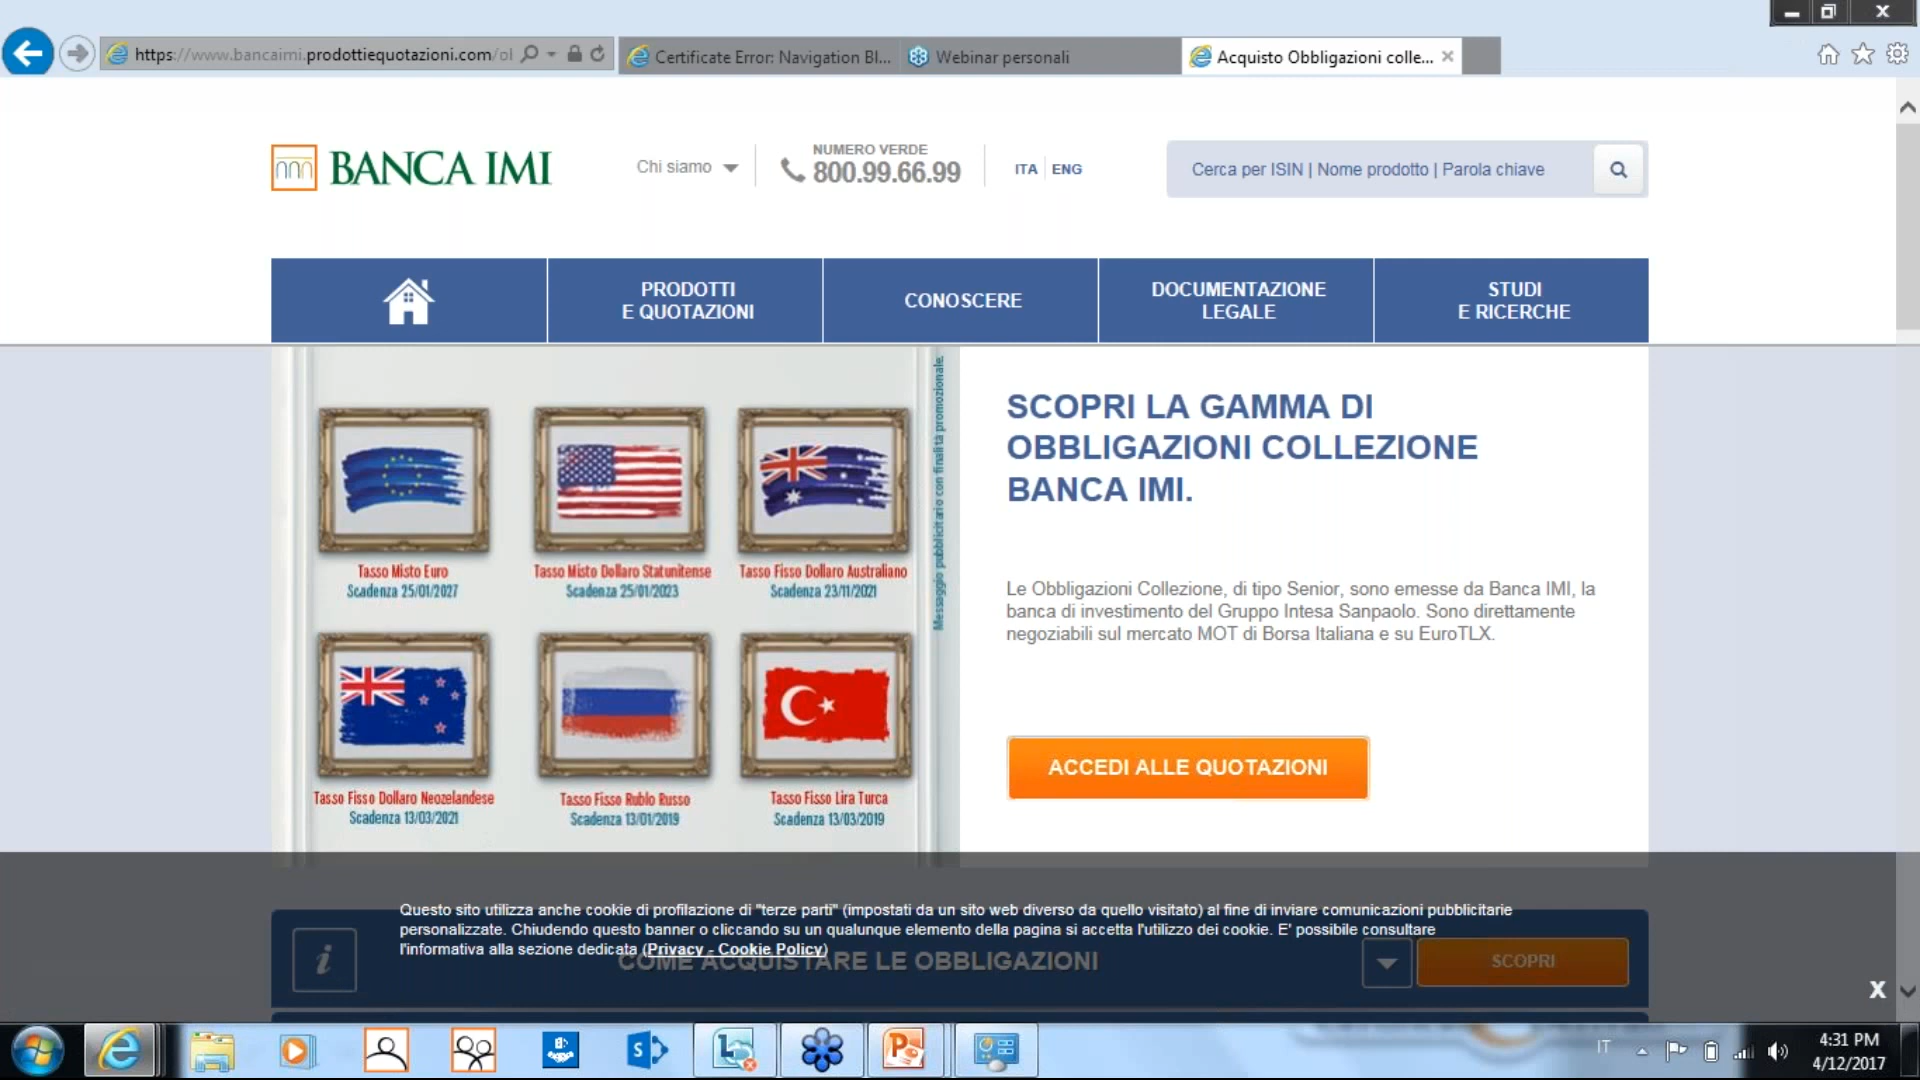 https://www.bancaimi.prodottiequotazioni.com/ol
Certificate Error: Navigation Bl...
Webinar personali
Acquisto Obbligazioni colle...
BANCA IMI
Chi siamo
NUMERO VERDE
800.99.66.99
ITA ENG
Cerca per ISIN | Nome prodotto | Parola chiave
PRODOTTI
E QUOTAZIONI
CONOSCERE
DOCUMENTAZIONE
LEGALE
STUDI
E RICERCHE
Messaggio pubblicitario con finalità promozionale.
Tasso Misto Euro
Scadenza 25/01/2027
Tasso Misto Dollaro Statunitense
Scadenza 25/01/2023
Tasso Fisso Dollaro Australiano
Scadenza 23/11/2021
Tasso Fisso Dollaro Neozelandese
Scadenza 13/03/2021
Tasso Fisso Rublo Russo
Scadenza 13/01/2019
Tasso Fisso Lira Turca
Scadenza 13/03/2019
SCOPRI LA GAMMA DI
OBBLIGAZIONI COLLEZIONE
BANCA IMI.
Le Obbligazioni Collezione, di tipo Senior, sono emesse da Banca IMI, la
banca di investimento del Gruppo Intesa Sanpaolo. Sono direttamente
negoziabili sul mercato MOT di Borsa Italiana e su EuroTLX.
ACCEDI ALLE QUOTAZIONI
Questo sito utilizza anche cookie di profilazione di "terze parti" (impostati da un sito web diverso da quello visitato) al fine di inviare comunicazioni pubblicitarie
personalizzate. Chiudendo questo banner o cliccando su un qualunque elemento della pagina si accetta l'utilizzo dei cookie. E' possibile consultare
l'informativa alla sezione dedicata (Privacy - Cookie Policy)
COME ACQUISTARE LE OBBLIGAZIONI
SCOPRI
X
IT
4:31 PM
4/12/2017